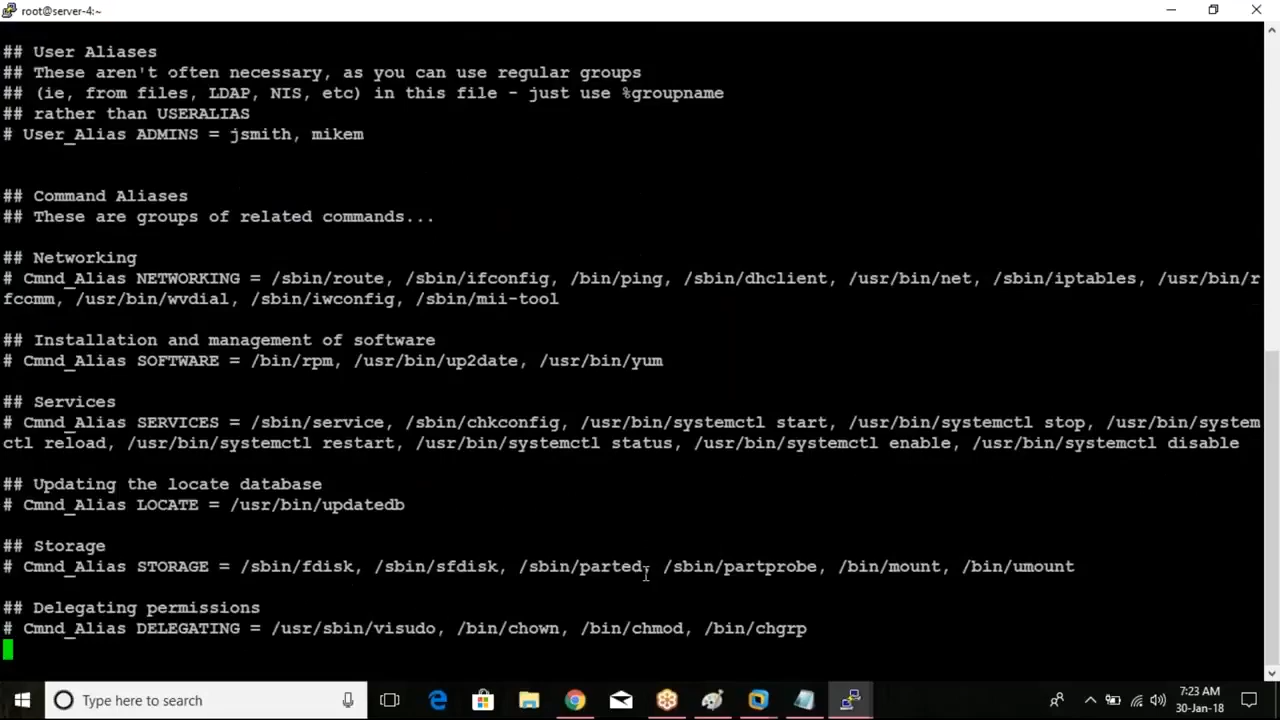 root@server-4:~
## User Aliases
## These aren't often necessary, as you can use regular groups
## (ie, from files, LDAP, NIS, etc) in this file - just use %groupname
## rather than USERALIAS
# User_Alias ADMINS = jsmith, mikem
## Command Aliases
## These are groups of related commands...
## Networking
# Cmnd_Alias NETWORKING = /sbin/route, /sbin/ifconfig, /bin/ping, /sbin/dhclient, /usr/bin/net, /sbin/iptables, /usr/bin/r
fcomm, /usr/bin/wvdial, /sbin/iwconfig, /sbin/mii-tool
## Installation and management of software
# Cmnd_Alias SOFTWARE = /bin/rpm, /usr/bin/up2date, /usr/bin/yum
## Services
# Cmnd_Alias SERVICES = /sbin/service, /sbin/chkconfig, /usr/bin/systemctl start, /usr/bin/systemctl stop, /usr/bin/system
ctl reload, /usr/bin/systemctl restart, /usr/bin/systemctl status, /usr/bin/systemctl enable, /usr/bin/systemctl disable
## Updating the locate database
# Cmnd_Alias LOCATE = /usr/bin/updatedb
## Storage
# Cmnd_Alias STORAGE = /sbin/fdisk, /sbin/sfdisk, /sbin/parted, /sbin/partprobe, /bin/mount, /bin/umount
## Delegating permissions
# Cmnd_Alias DELEGATING = /usr/sbin/visudo, /bin/chown, /bin/chmod, /bin/chgrp
Type here to search
7:23 AM
30-Jan-18